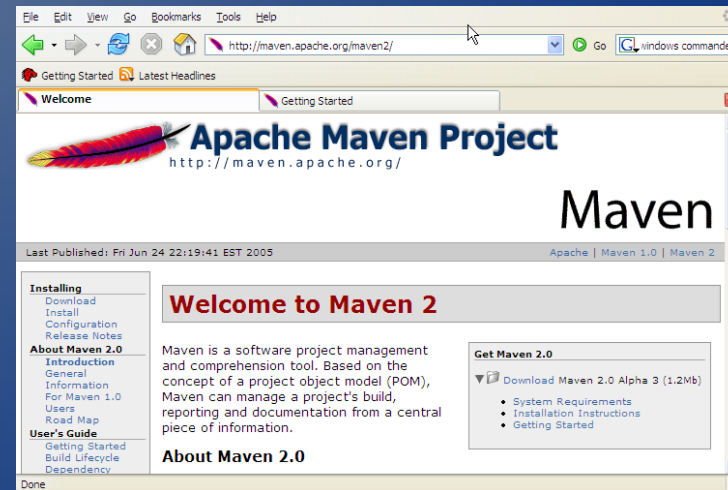 File Edit View Go Bookmarks Tools Help
http://maven.apache.org/maven2/ Go windows commande
Getting Started Latest Headlines
Welcome Getting Started
Apache Maven Project
http://maven.apache.org/
Maven
Last Published: Fri Jun 24 22:19:41 EST 2005 Apache | Maven 1.0 | Maven 2
Installing
Download
Install
Configuration
Release Notes
About Maven 2.0
Introduction
General
Information
For Maven 1.0
Users
Road Map
User's Guide
Getting Started
Build Lifecycle
Dependency
Welcome to Maven 2
Maven is a software project management
and comprehension tool. Based on the
concept of a project object model (POM),
Maven can manage a project's build,
reporting and documentation from a central
piece of information.
About Maven 2.0
Get Maven 2.0
Download Maven 2.0 Alpha 3 (1.2Mb)
• System Requirements
• Installation Instructions
• Getting Started
Done